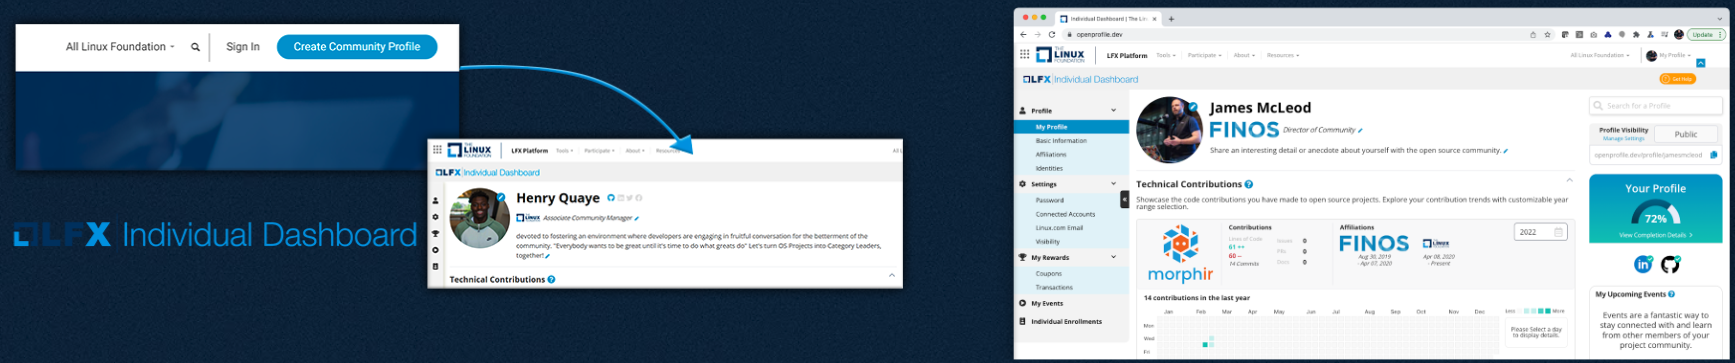 All Linux Foundation
Sign In
Create Community Profile
LFX Individual Dashboard
THE LINUX FOUNDATION
LFX Platform Tools Participate About Resources All L
LFX Individual Dashboard
Henry Quaye
THE LINUX FOUNDATION Associate Community Manager
devoted to fostering an environment where developers are engaging in fruitful conversation for the betterment of the
community. "Everybody wants to be great until it's time to do what greats do" Let's turn OS-Projects into Category Leaders,
together!
Technical Contributions ?
Individual Dashboard | The Lin
openprofile.dev
Update
THE LINUX FOUNDATION
LFX Platform Tools Participate About Resources All Linux Foundation My Profile
LFX Individual Dashboard
Get Help
Profile
My Profile
Basic Information
Affiliations
Identities
Settings
Password
Connected Accounts
Linux.com Email
Visibility
My Rewards
Coupons
Transactions
My Events
Individual Enrollments
James McLeod
FINOS Director of Community
Share an interesting detail or anecdote about yourself with the open source community.
Technical Contributions ?
Showcase the code contributions you have made to open source projects. Explore your contribution trends with customizable year
range selection.
morphir
Contributions
Lines of Code
61 ++
60 --
14 Commits
Issues 0
PRs 0
Docs 0
Affiliations
FINOS
Aug 30, 2019
- Apr 07, 2020
THE LINUX FOUNDATION
Apr 08, 2020
- Present
2022
14 contributions in the last year
Less More
Jan Feb Mar Apr May Jun Jul Aug Sep Oct Nov Dec
Mon
Wed
Fri
Please Select a day
to display details.
Search for a Profile
Profile Visibility
Manage Settings
Public
openprofile.dev/profile/jamesmcleod
Your Profile
72%
View Completion Details >
My Upcoming Events ?
Events are a fantastic way to
stay connected with and learn
from other members of your
project community.